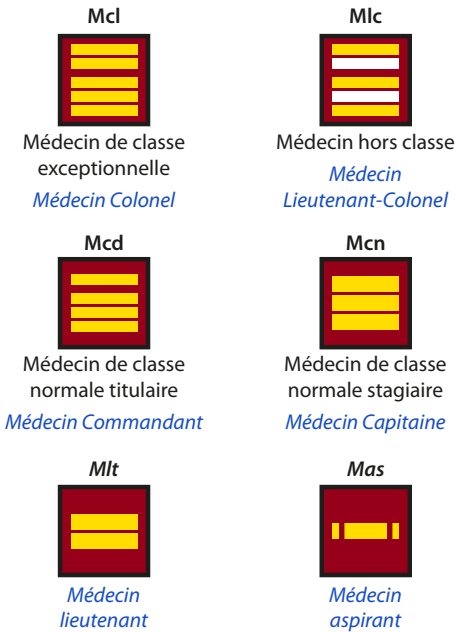 Mcl
Mlc
Médecin de classe
exceptionnelle
Médecin Colonel
Médecin hors classe
Médecin
Lieutenant-Colonel
Mcd
Mcn
Médecin de classe
normale titulaire
Médecin Commandant
Médecin de classe
normale stagiaire
Médecin Capitaine
Mlt
Mas
Médecin
lieutenant
Médecin
aspirant